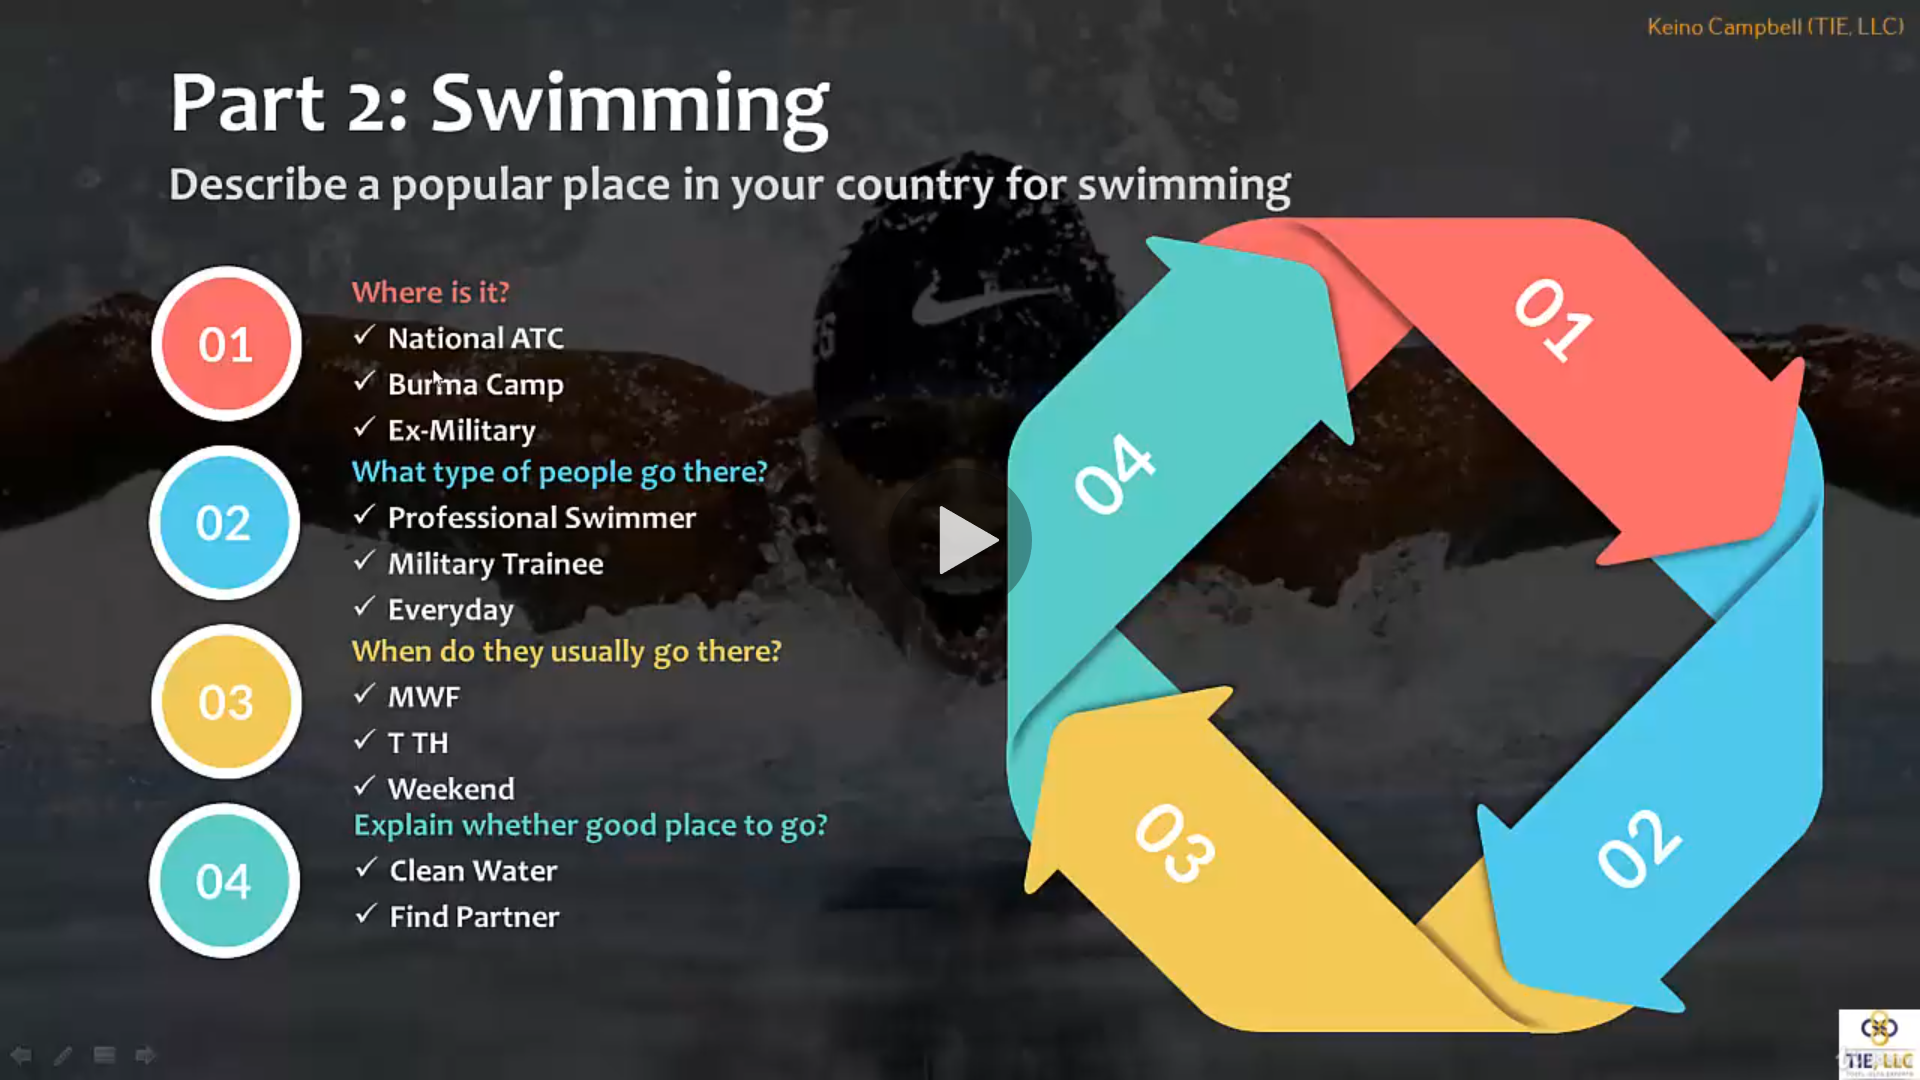 Keino Campbell (TIE, LLC)
Part 2: Swimming
Describe a popular place in your country for swimming
01
Where is it?
✓ National ATC
✓ Burma Camp
✓ Ex-Military
02
What type of people go there?
✓ Professional Swimmer
✓ Military Trainee
✓ Everyday
03
When do they usually go there?
✓ MWF
✓ T TH
✓ Weekend
04
Explain whether good place to go?
✓ Clean Water
✓ Find Partner
01
02
03
04
TIE, LLC